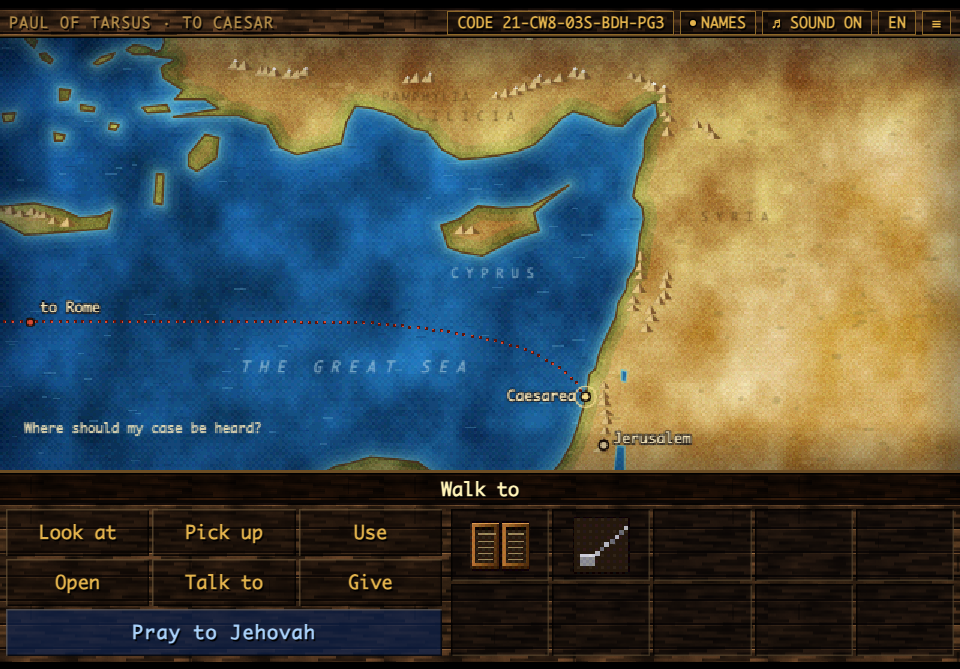 PAUL OF TARSUS · TO CAESAR
CODE 21-CW8-03S-BDH-PG3
NAMES
SOUND ON
EN
PAMPHYLIA
CILICIA
SYRIA
CYPRUS
to Rome
THE GREAT SEA
Caesarea
Where should my case be heard?
Jerusalem
Walk to
Look at
Pick up
Use
Open
Talk to
Give
Pray to Jehovah